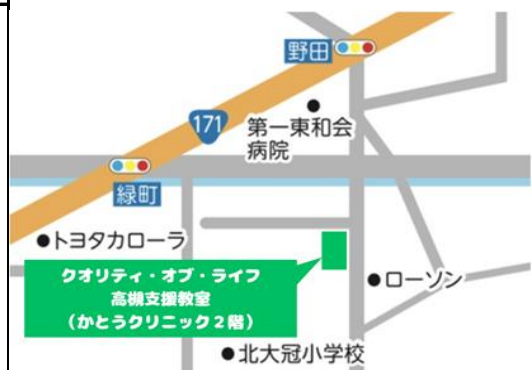 野田
171
第一東和会
病院
緑町
トヨタカローラ
クオリティ・オブ・ライフ
高槻支援教室
（かとうクリニック２階）
ローソン
北大冠小学校